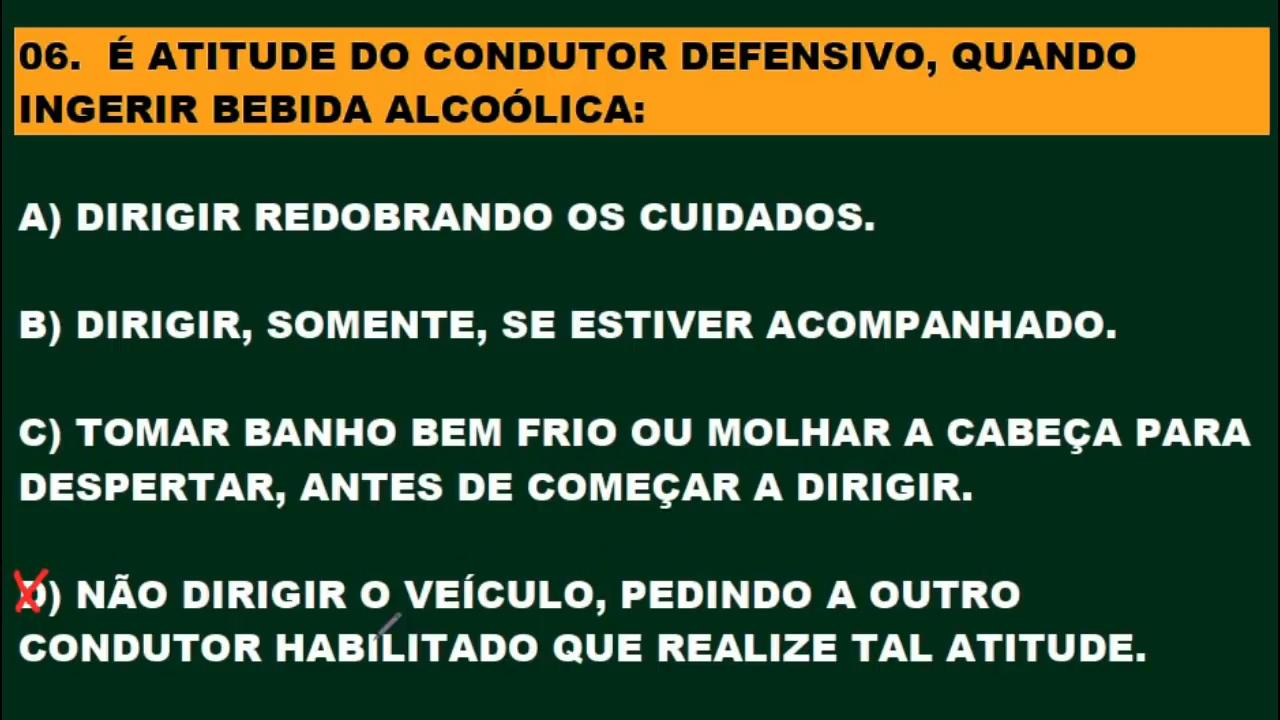 06. É ATITUDE DO CONDUTOR DEFENSIVO, QUANDO
INGERIR BEBIDA ALCOÓLICA:
A) DIRIGIR REDOBRANDO OS CUIDADOS.
B) DIRIGIR, SOMENTE, SE ESTIVER ACOMPANHADO.
C) TOMAR BANHO BEM FRIO OU MOLHAR A CABEÇA PARA
DESPERTAR, ANTES DE COMEÇAR A DIRIGIR.
D) NÃO DIRIGIR O VEÍCULO, PEDINDO A OUTRO
CONDUTOR HABILITADO QUE REALIZE TAL ATITUDE.